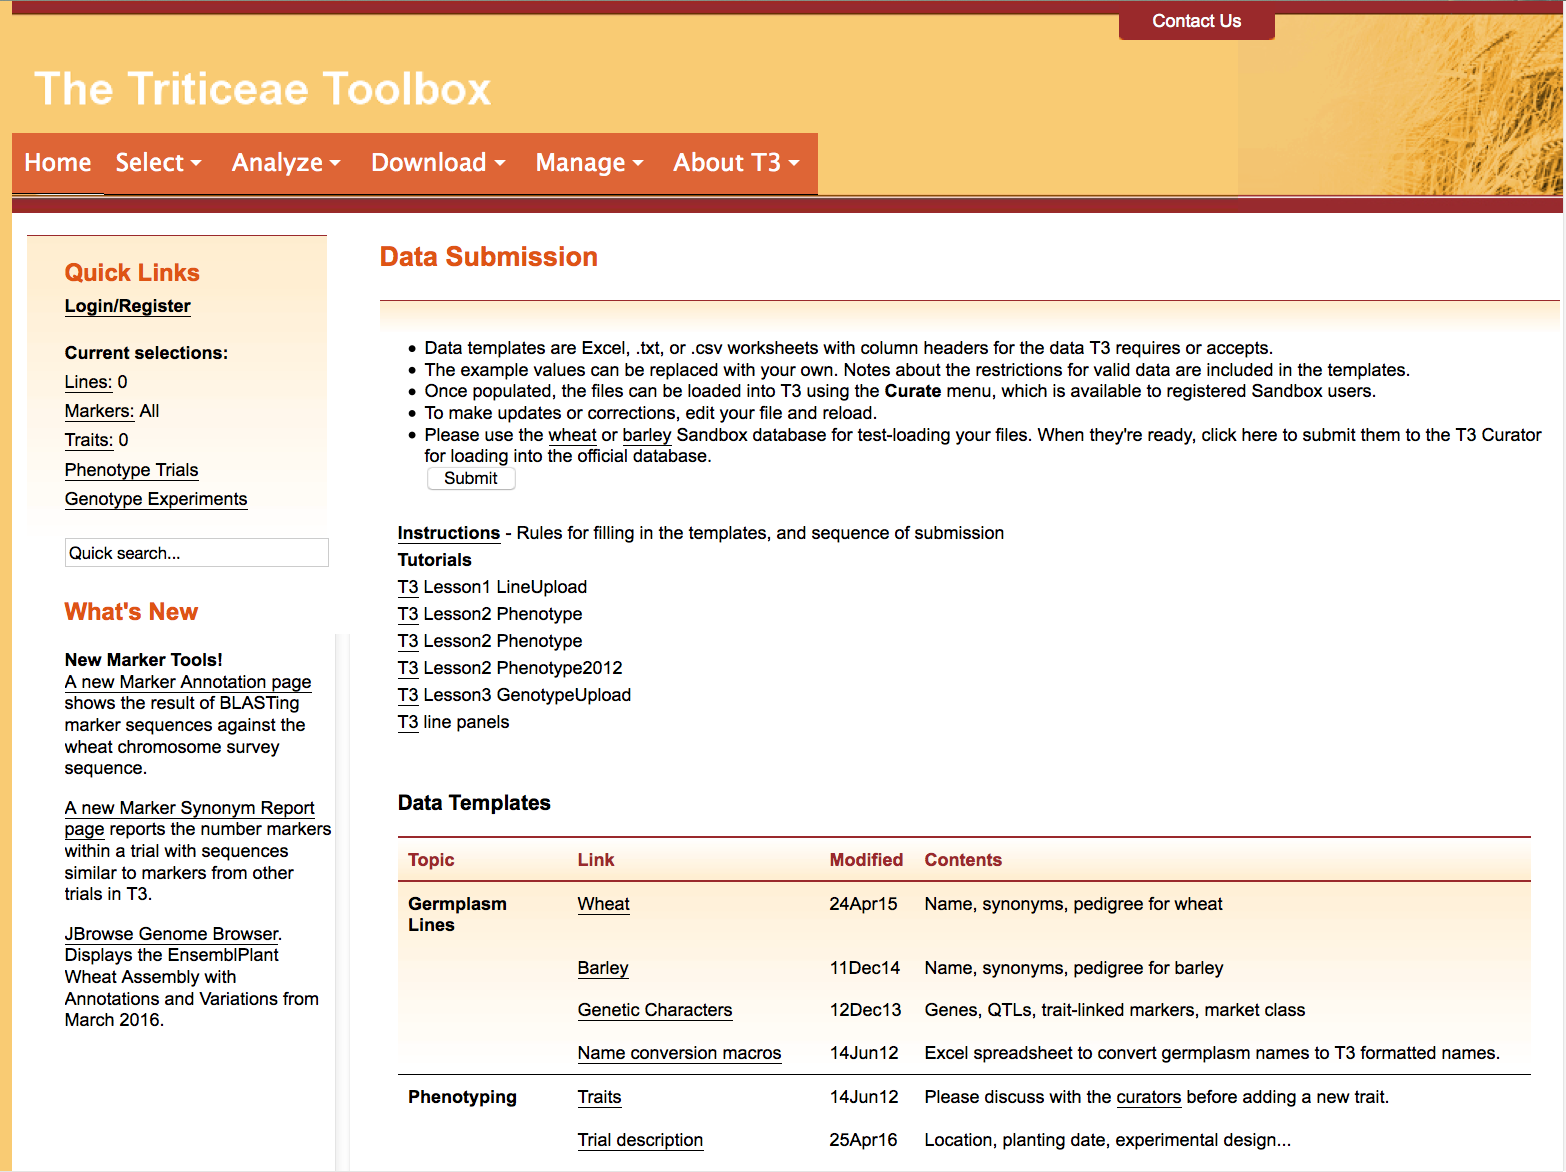 Contact Us
The Triticeae Toolbox
Home Select Analyze Download Manage About T3
Quick Links
Login/Register
Current selections:
Lines: 0
Markers: All
Traits: 0
Phenotype Trials
Genotype Experiments
Quick search...
What's New
New Marker Tools!
A new Marker Annotation page
shows the result of BLASTing
marker sequences against the
wheat chromosome survey
sequence.
A new Marker Synonym Report
page reports the number markers
within a trial with sequences
similar to markers from other
trials in T3.
JBrowse Genome Browser.
Displays the EnsemblPlant
Wheat Assembly with
Annotations and Variations from
March 2016.
Data Submission
• Data templates are Excel, .txt, or .csv worksheets with column headers for the data T3 requires or accepts.
• The example values can be replaced with your own. Notes about the restrictions for valid data are included in the templates.
• Once populated, the files can be loaded into T3 using the Curate menu, which is available to registered Sandbox users.
• To make updates or corrections, edit your file and reload.
• Please use the wheat or barley Sandbox database for test-loading your files. When they're ready, click here to submit them to the T3 Curator
for loading into the official database.
Submit
Instructions - Rules for filling in the templates, and sequence of submission
Tutorials
T3 Lesson1 LineUpload
T3 Lesson2 Phenotype
T3 Lesson2 Phenotype
T3 Lesson2 Phenotype2012
T3 Lesson3 GenotypeUpload
T3 line panels
Data Templates
Topic Link Modified Contents
Germplasm Wheat 24Apr15 Name, synonyms, pedigree for wheat
Lines
Barley 11Dec14 Name, synonyms, pedigree for barley
Genetic Characters 12Dec13 Genes, QTLs, trait-linked markers, market class
Name conversion macros 14Jun12 Excel spreadsheet to convert germplasm names to T3 formatted names.
Phenotyping Traits 14Jun12 Please discuss with the curators before adding a new trait.
Trial description 25Apr16 Location, planting date, experimental design...